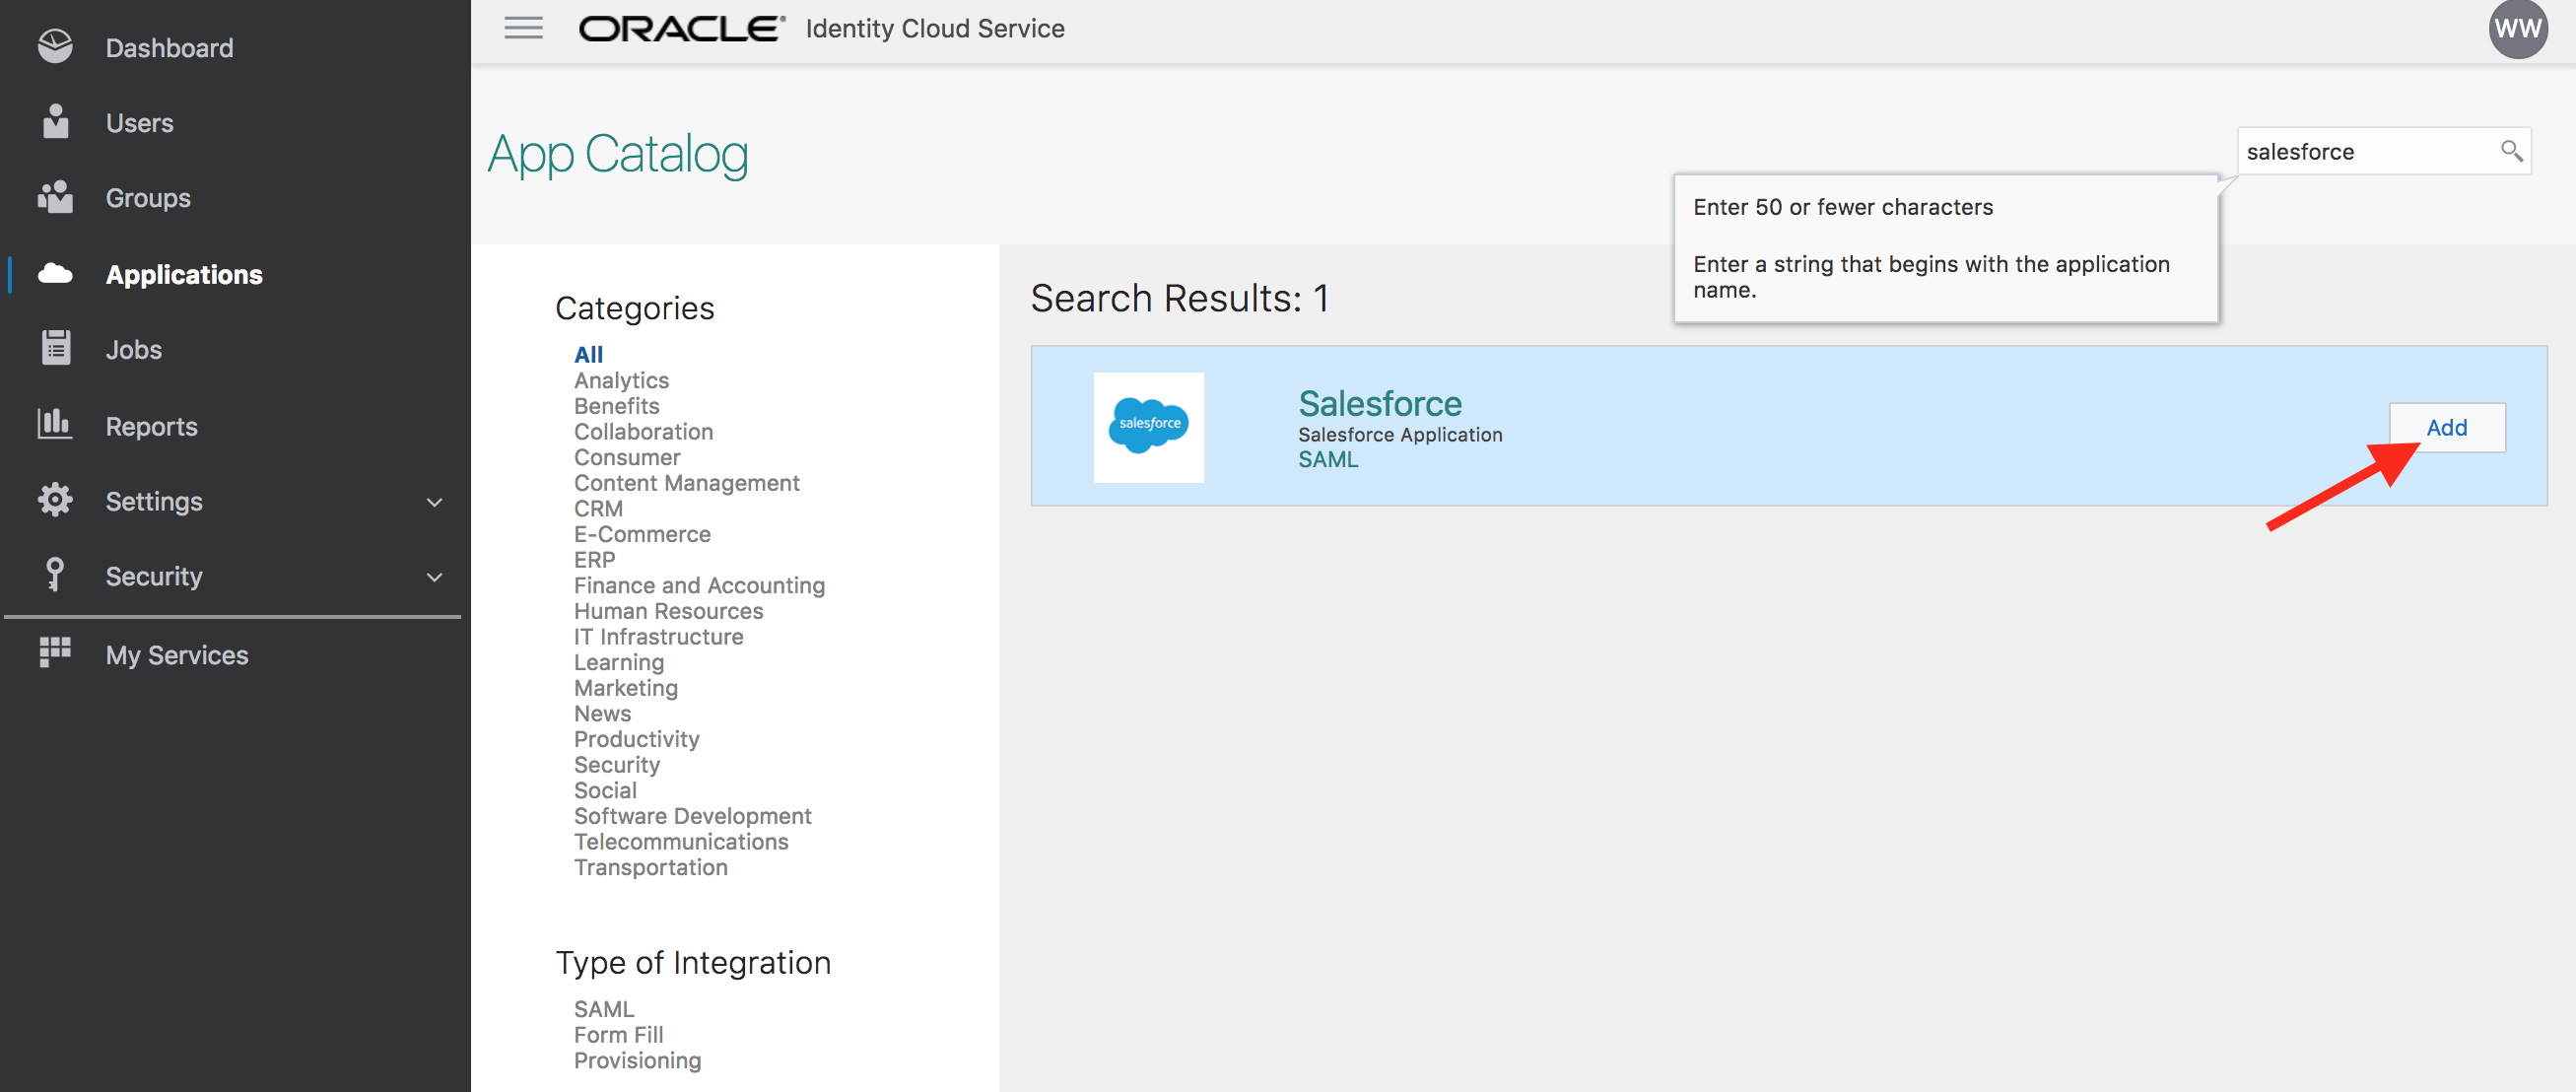 Dashboard
Users
Groups
Applications
Jobs
Reports
Settings
Security
My Services
ORACLE® Identity Cloud Service
WW
App Catalog
salesforce
Enter 50 or fewer characters
Enter a string that begins with the application
name.
Categories
All
Analytics
Benefits
Collaboration
Consumer
Content Management
CRM
E-Commerce
ERP
Finance and Accounting
Human Resources
IT Infrastructure
Learning
Marketing
News
Productivity
Security
Social
Software Development
Telecommunications
Transportation
Type of Integration
SAML
Form Fill
Provisioning
Search Results: 1
salesforce
Salesforce
Salesforce Application
SAML
Add